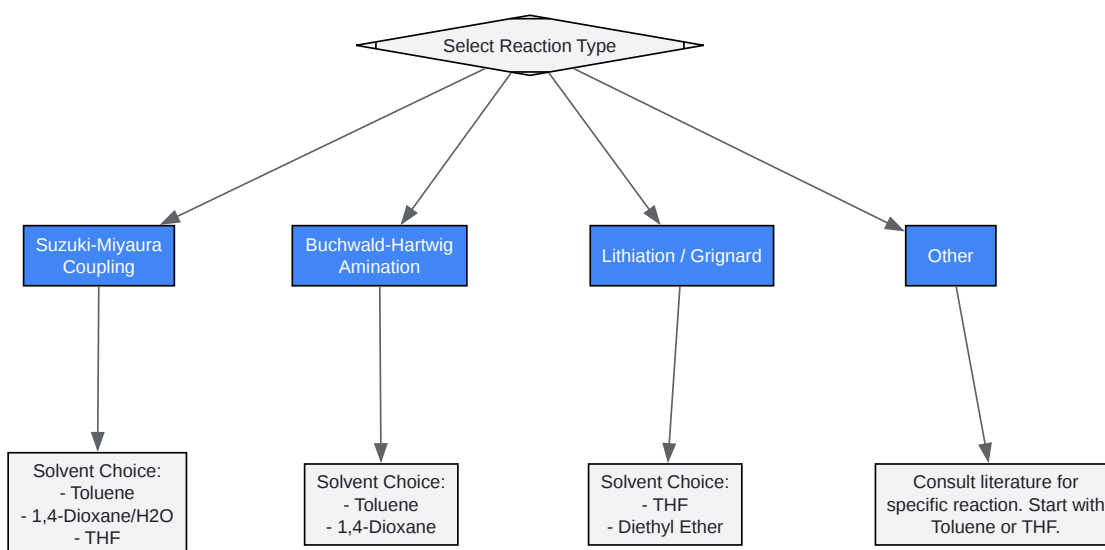 Select Reaction Type
Suzuki-Miyaura
Coupling
Buchwald-Hartwig
Amination
Lithiation / Grignard
Other
Solvent Choice:
- Toluene
- 1,4-Dioxane/H2O
- THF
Solvent Choice:
- Toluene
- 1,4-Dioxane
Solvent Choice:
- THF
- Diethyl Ether
Consult literature for
specific reaction. Start with
Toluene or THF.